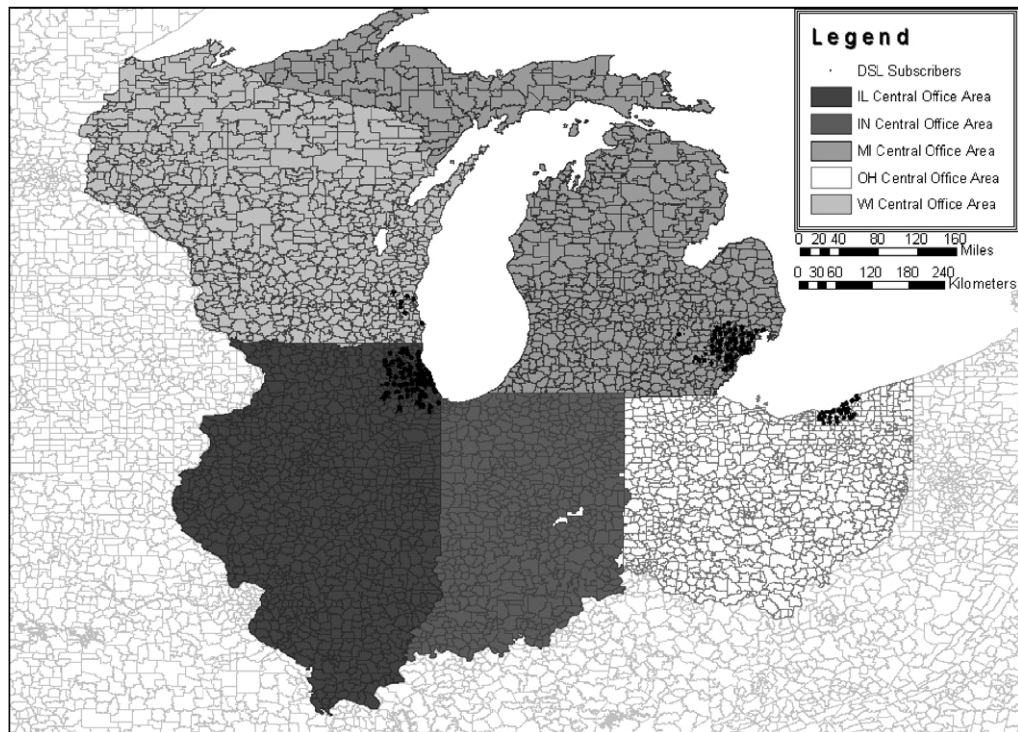 Legend
DSL Subscribers
IL Central Office Area
IN Central Office Area
MI Central Office Area
OH Central Office Area
WI Central Office Area
0 20 40 80 120 160
Miles
0 30 60 120 180 240
Kilometers